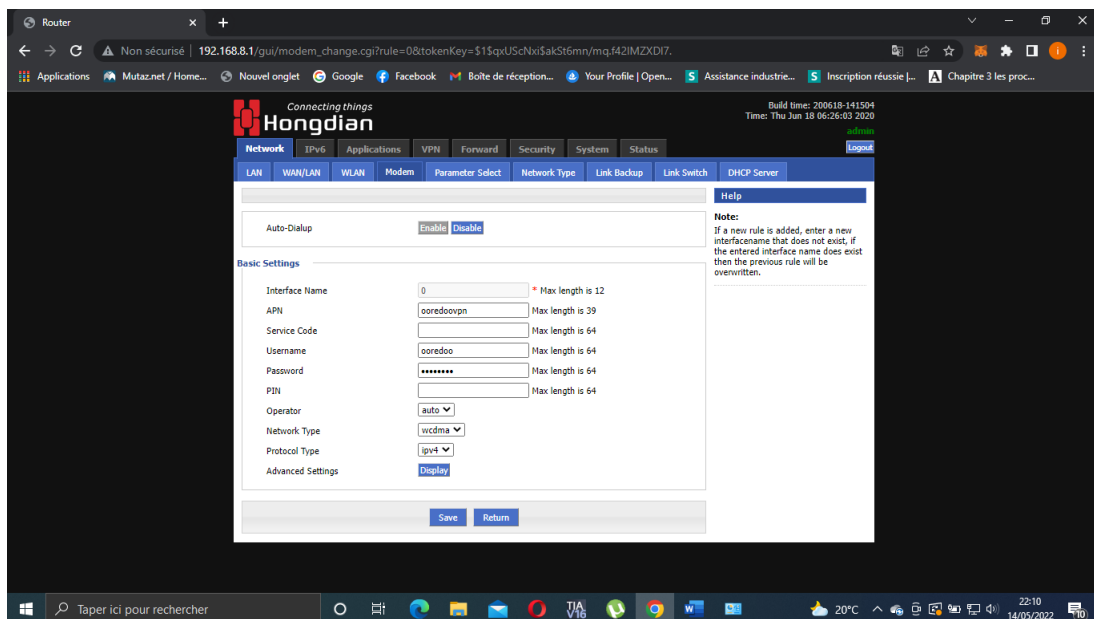 Router
Non sécurisé | 192.168.8.1/gui/modem_change.cgi?rule=0&tokenKey=$1$qxUScNxi$akSt6mn/mq.f42lMZXDI7.
Applications Mutaz.net / Home... Nouvel onglet Google Facebook Boîte de réception... Your Profile | Open... Assistance industrie... Inscription réussie |... Chapitre 3 les proc...
Connecting things
Hongdian
Build time: 200618-141504
Time: Thu Jun 18 06:26:03 2020
admin
Logout
Network IPv6 Applications VPN Forward Security System Status
LAN WAN/LAN WLAN Modem Parameter Select Network Type Link Backup Link Switch DHCP Server
Auto-Dialup Enable Disable
Basic Settings
Interface Name 0 * Max length is 12
APN ooredoovpn Max length is 39
Service Code Max length is 64
Username ooredoo Max length is 64
Password •••••••• Max length is 64
PIN Max length is 64
Operator auto
Network Type wcdma
Protocol Type ipv4
Advanced Settings Display
Save Return
Help
Note:
If a new rule is added, enter a new
interfacename that does not exist, if
the entered interface name does exist
then the previous rule will be
overwritten.
Taper ici pour rechercher
TIA
V16
20°C
22:10
14/05/2022
10